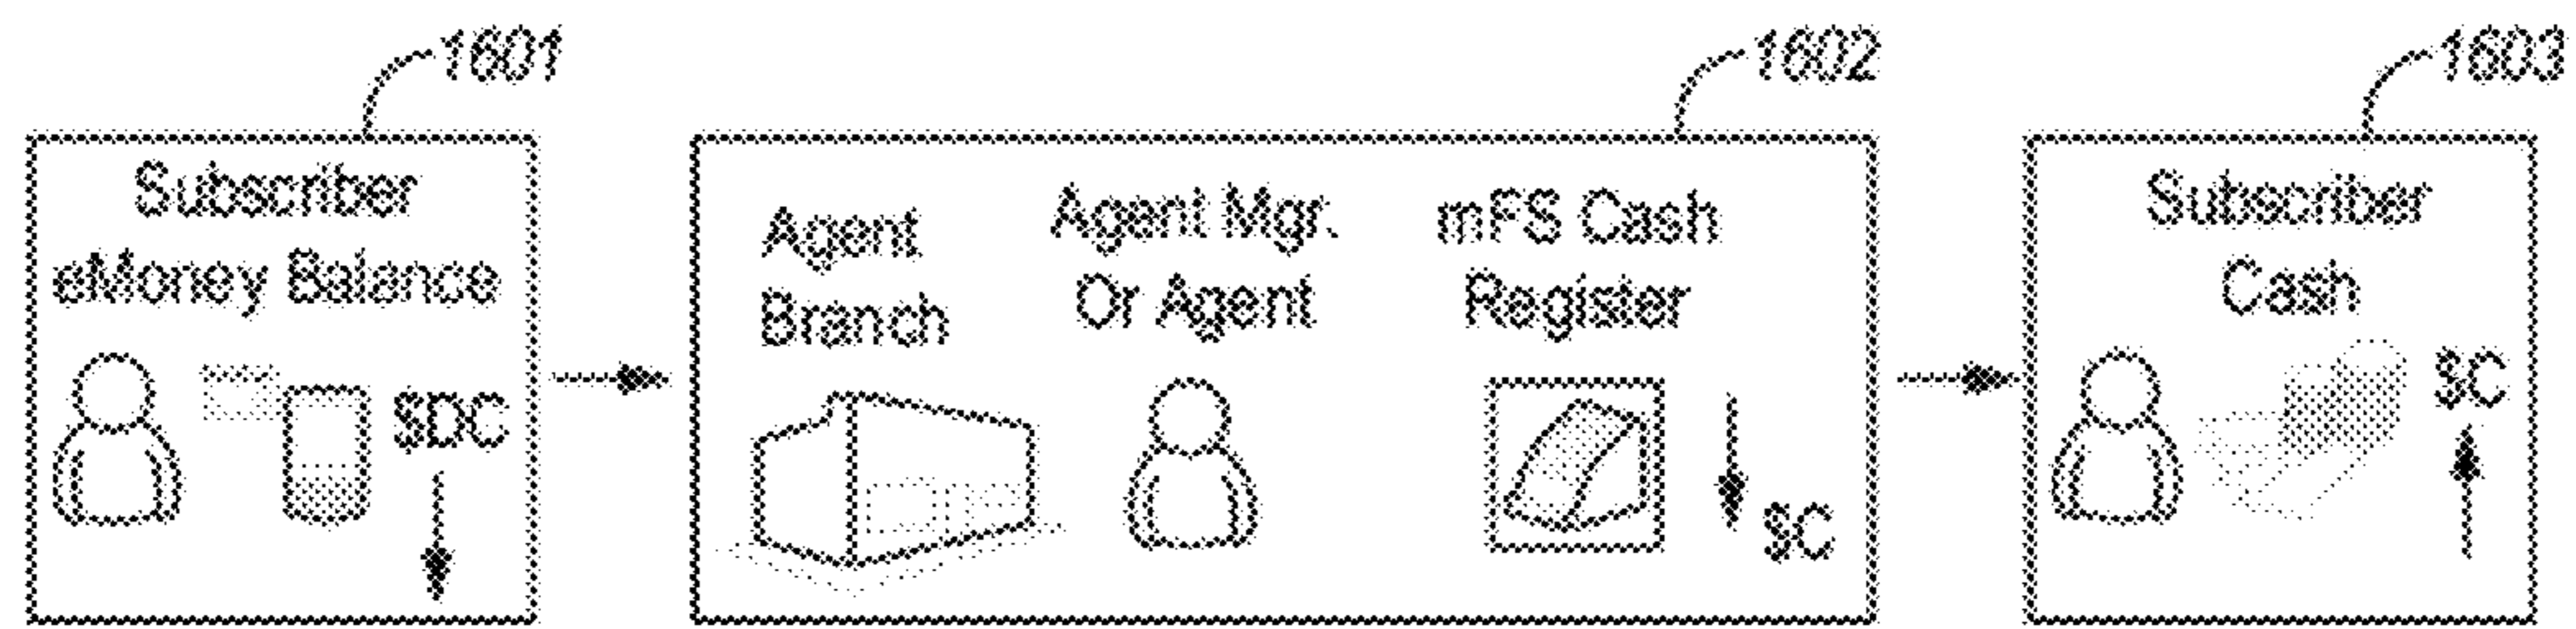 1601
1602
1603
Subscriber
eMoney Balance
$DC
Agent
Branch
Agent Mgr.
Or Agent
mFS Cash
Register
$C
Subscriber
Cash
$C